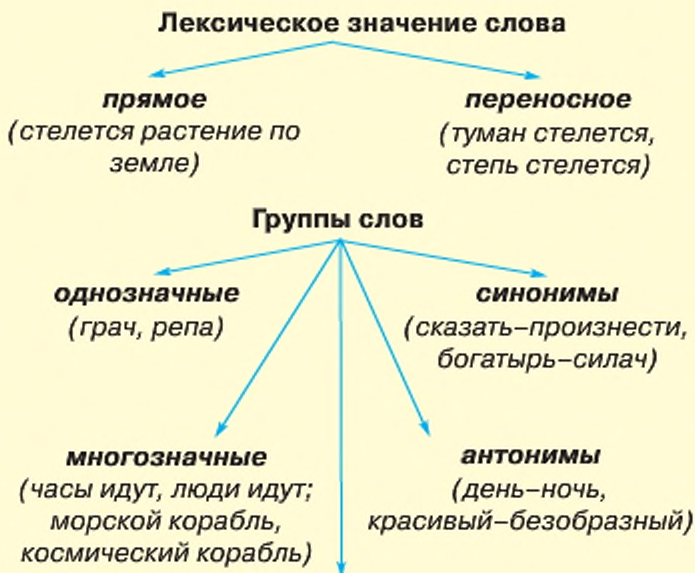 Лексическое значение слова
прямое
(стелется растение по
земле)
переносное
(туман стелется,
степь стелется)
Группы слов
однозначные
(грач, репа)
синонимы
(сказать–произнести,
богатырь–силач)
многозначные
(часы идут, люди идут;
морской корабль,
космический корабль)
антонимы
(день–ночь,
красивый–безобразный)